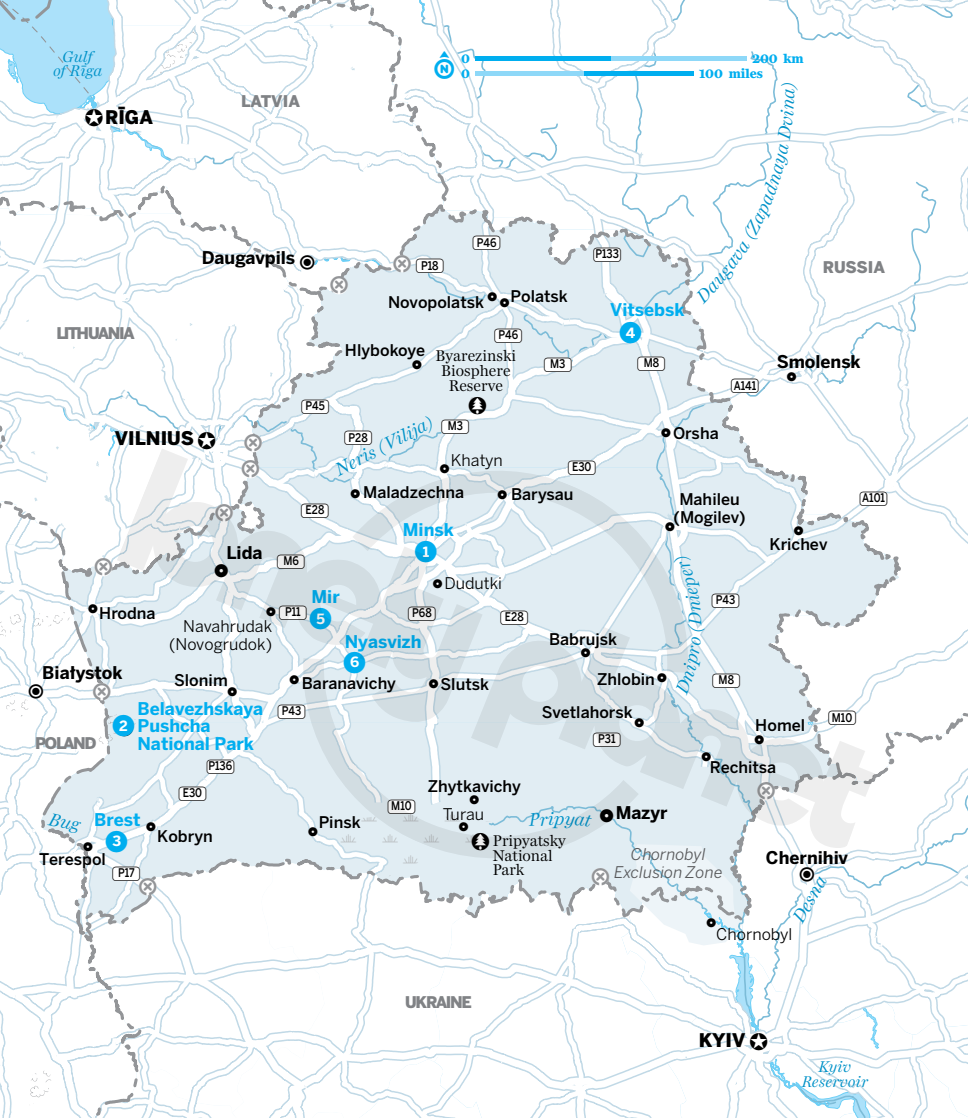 Gulf
of Rīga
0
200 km
N
0
100 miles
LATVIA
RĪGA
Daugava (Zapadnaya Dvina)
P46
P133
Daugavpils
P18
RUSSIA
Novopolatsk
Polatsk
Vitsebsk
4
LITHUANIA
P46
Hlybokoye
Byarezinski
Biosphere
Reserve
M3
M8
Smolensk
A141
P45
M3
P28
Neris (Vilija)
VILNIUS
Orsha
Khatyn
E30
Maladzechna
Barysau
A101
Mahileu
(Mogilev)
E28
Minsk
1
Krichev
Lida
M6
Dudutki
Mir
5
P43
Hrodna
P11
P68
E28
Navahrudak
(Novogrudok)
Nyasvizh
6
Babrujsk
Dnipro (Dnieper)
Białystok
Slonim
Baranavichy
Slutsk
Zhlobin
M8
2
Belavezhskaya
Pushcha
National Park
P43
Svetlahorsk
Homel
M10
POLAND
P31
Rechitsa
P136
E30
Zhytkavichy
M10
Turau
Mazyr
Bug
Brest
3
Pinsk
Pripyat
Kobryn
Pripyatsky
National
Park
Terespol
Chornobyl
Exclusion Zone
Chernihiv
P17
Desna
Chornobyl
UKRAINE
KYIV
Kyiv
Reservoir